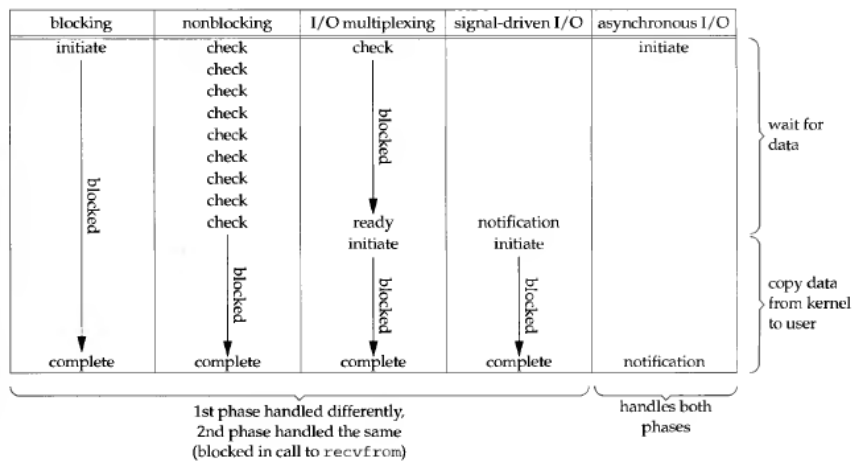 blocking nonblocking I/O multiplexing signal-driven I/O asynchronous I/O
initiate check check initiate
check
check
check
check
check
check
check
check ready notification
initiate initiate
blocked
blocked
blocked
blocked
blocked
complete complete complete complete notification
wait for
data
copy data
from kernel
to user
1st phase handled differently,
2nd phase handled the same
(blocked in call to recvfrom)
handles both
phases